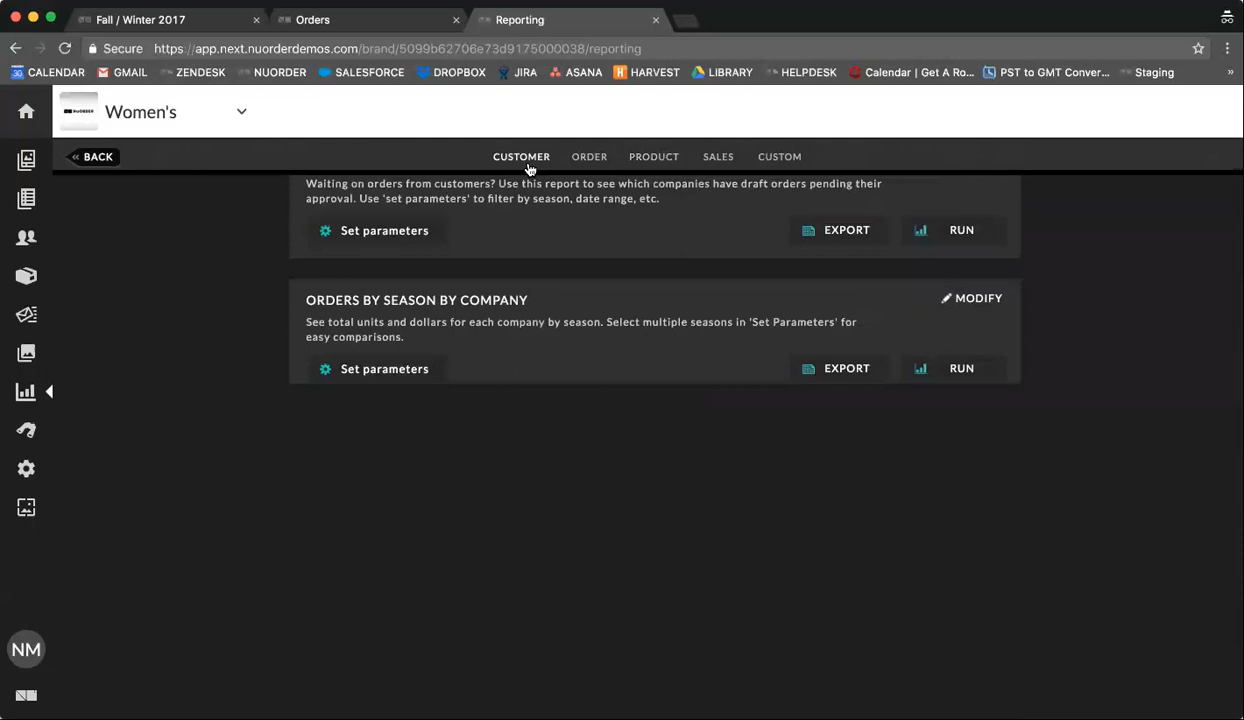 Fall / Winter 2017
Orders
Reporting
Secure https://app.next.nuorderdemos.com/brand/5099b62706e73d9175000038/reporting
CALENDAR GMAIL ZENDESK NUORDER SALESFORCE DROPBOX JIRA ASANA HARVEST LIBRARY HELPDESK Calendar | Get A Ro... PST to GMT Conver... Staging »
NUORDER Women's
« BACK CUSTOMER ORDER PRODUCT SALES CUSTOM
Waiting on orders from customers? Use this report to see which companies have draft orders pending their
approval. Use 'set parameters' to filter by season, date range, etc.
Set parameters EXPORT RUN
ORDERS BY SEASON BY COMPANY MODIFY
See total units and dollars for each company by season. Select multiple seasons in 'Set Parameters' for
easy comparisons.
Set parameters EXPORT RUN
NM